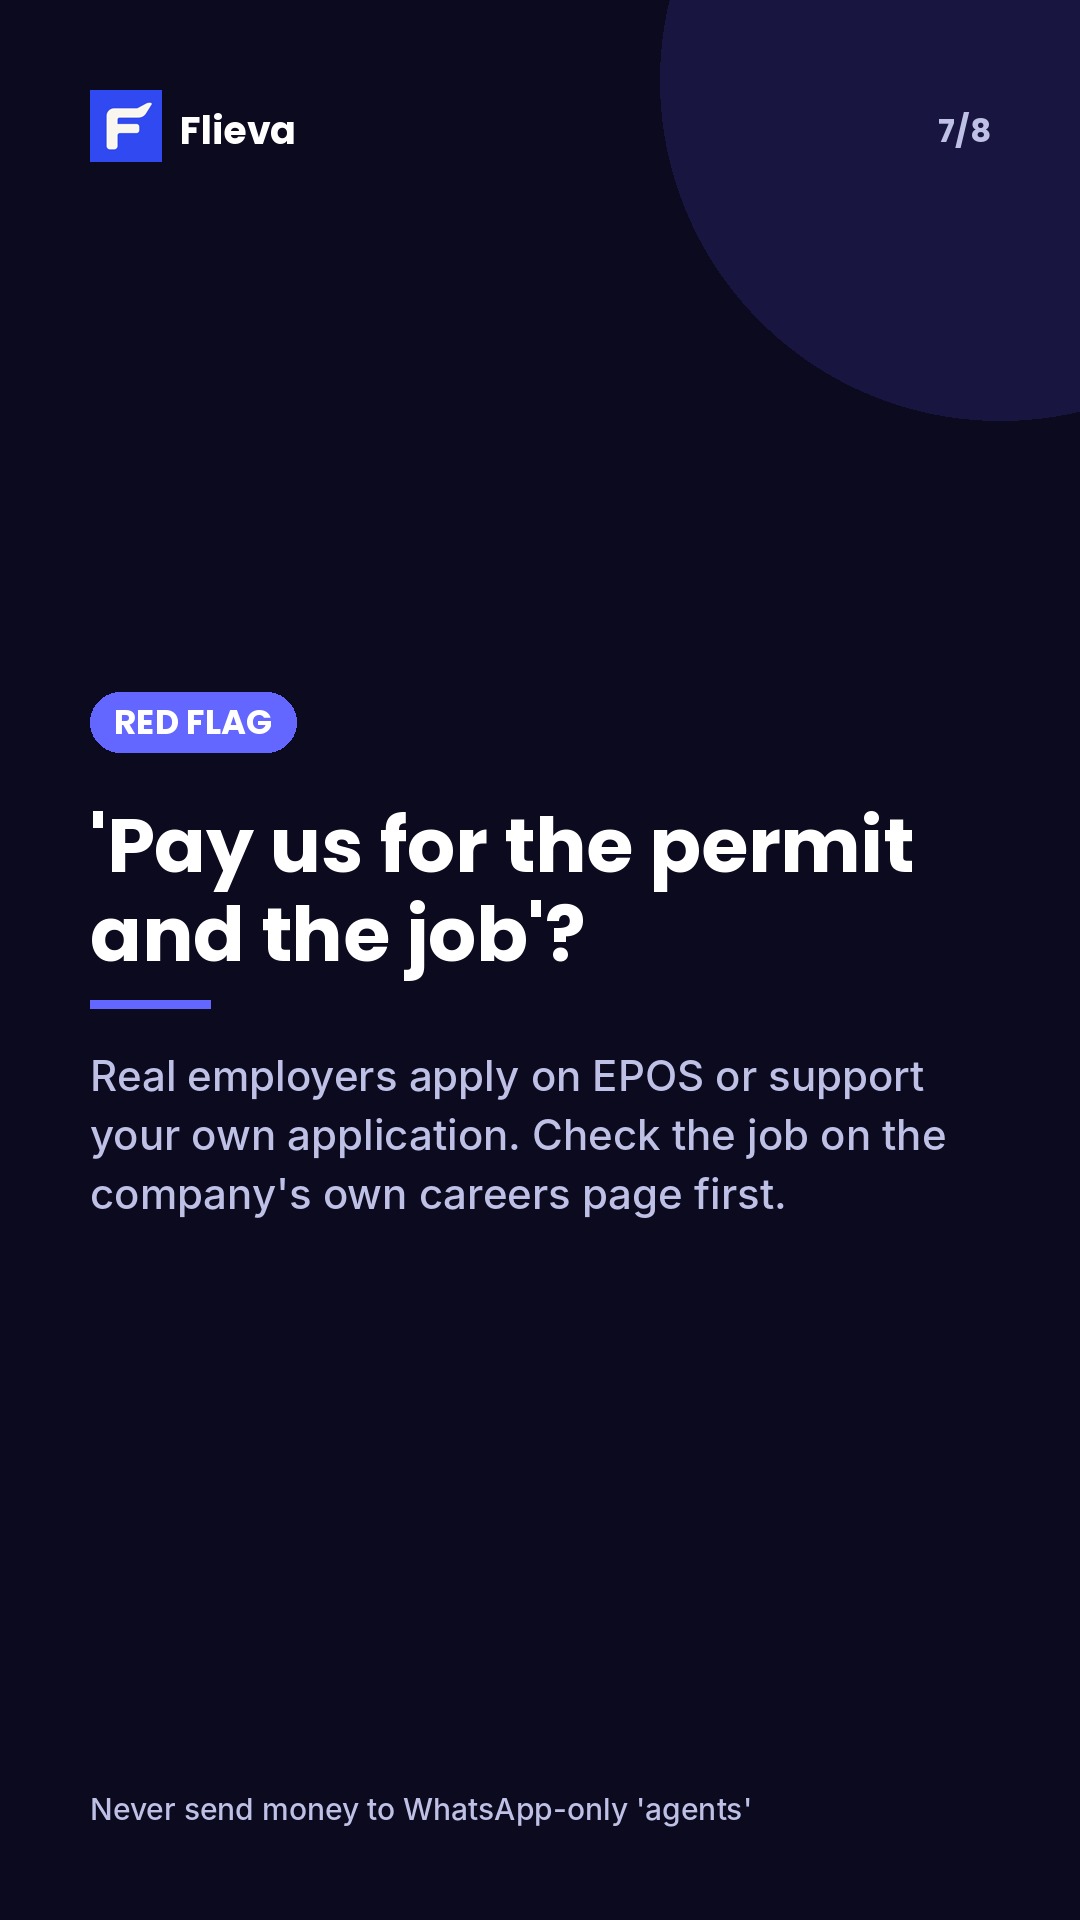 Flieva
7/8
RED FLAG
'Pay us for the permit
and the job'?
Real employers apply on EPOS or support
your own application. Check the job on the
company's own careers page first.
Never send money to WhatsApp-only 'agents'